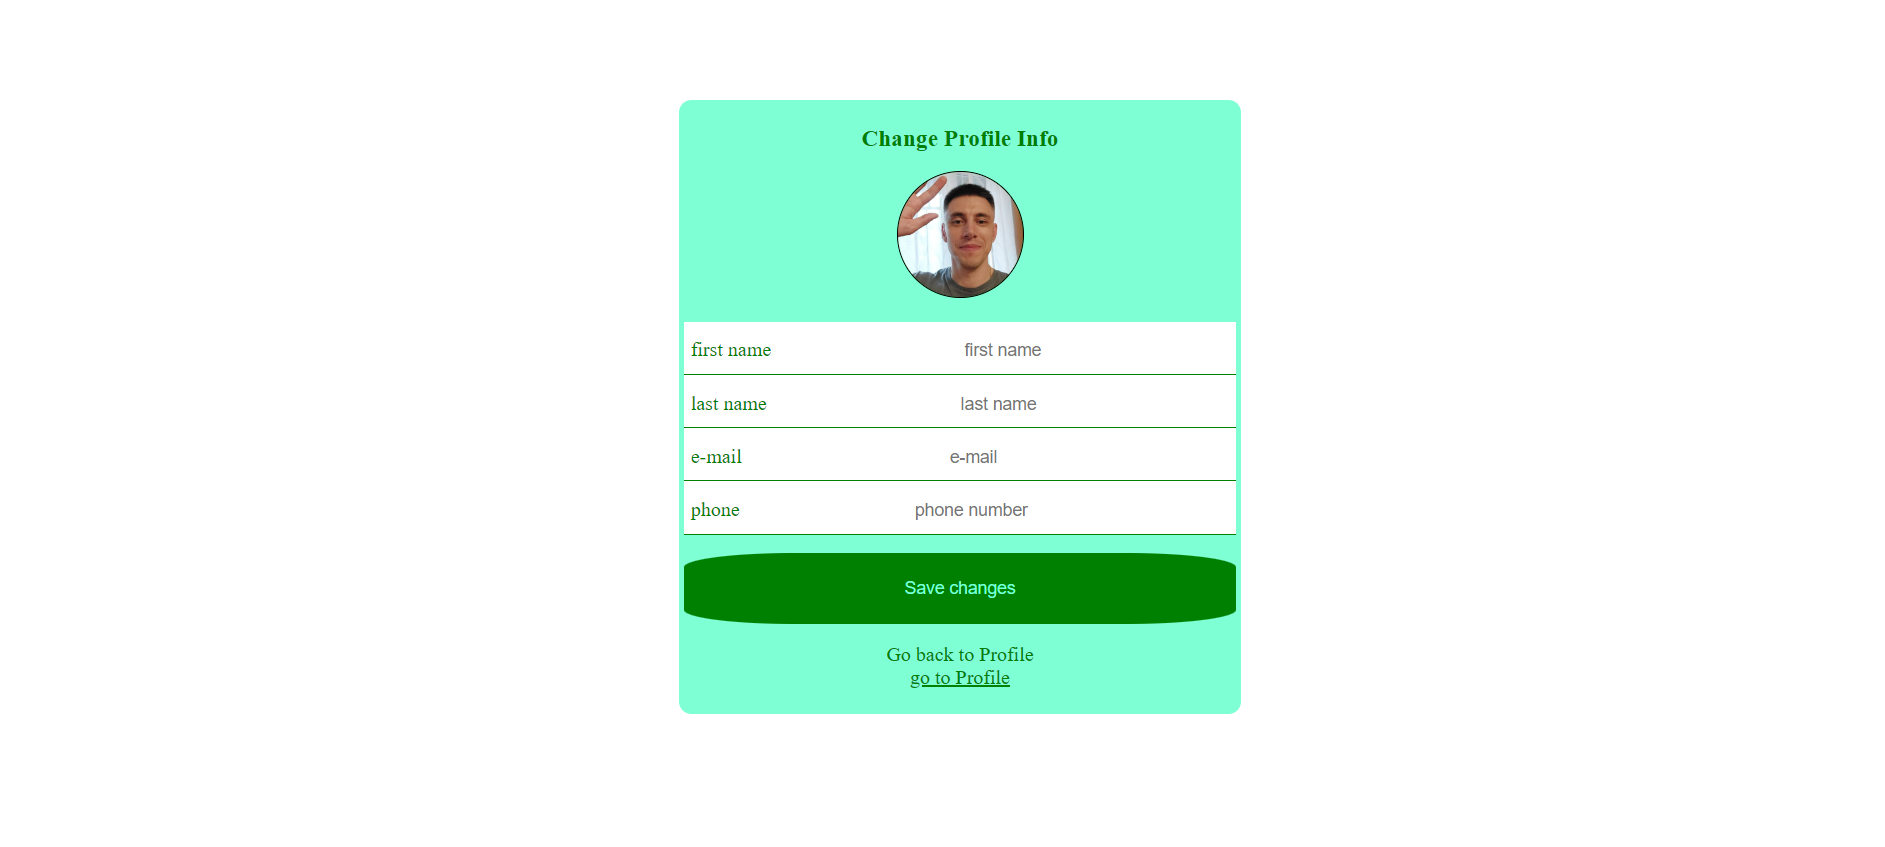 Change Profile Info
first name first name
last name last name
e-mail e-mail
phone phone number
Save changes
Go back to Profile
go to Profile